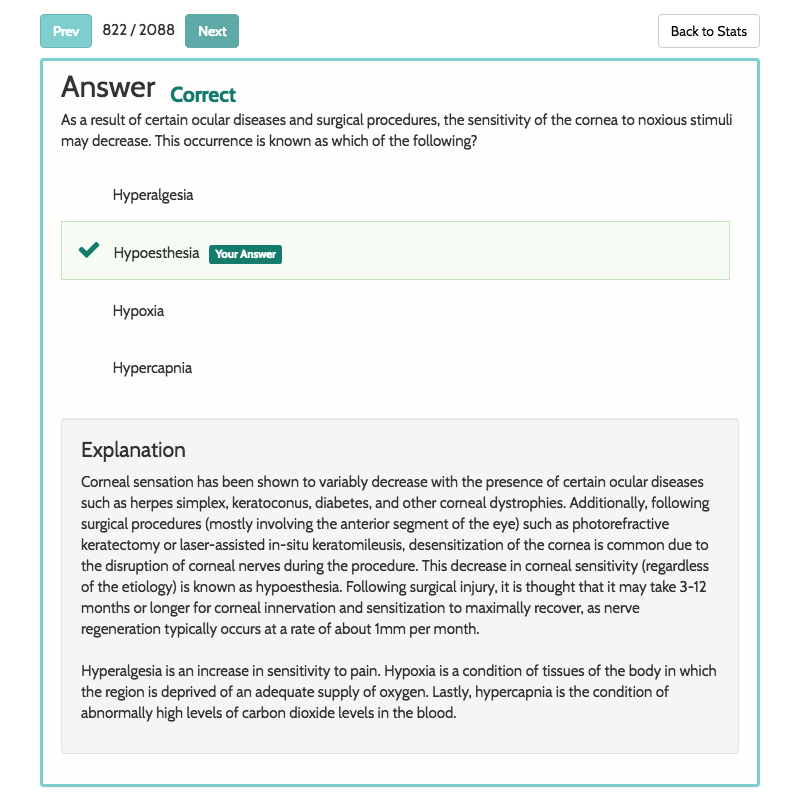 Prev 822 / 2088 Next Back to Stats
Answer Correct
As a result of certain ocular diseases and surgical procedures, the sensitivity of the cornea to noxious stimuli
may decrease. This occurrence is known as which of the following?
Hyperalgesia
Hypoesthesia Your Answer
Hypoxia
Hypercapnia
Explanation
Corneal sensation has been shown to variably decrease with the presence of certain ocular diseases
such as herpes simplex, keratoconus, diabetes, and other corneal dystrophies. Additionally, following
surgical procedures (mostly involving the anterior segment of the eye) such as photorefractive
keratectomy or laser-assisted in-situ keratomileusis, desensitization of the cornea is common due to
the disruption of corneal nerves during the procedure. This decrease in corneal sensitivity (regardless
of the etiology) is known as hypoesthesia. Following surgical injury, it is thought that it may take 3-12
months or longer for corneal innervation and sensitization to maximally recover, as nerve
regeneration typically occurs at a rate of about 1mm per month.
Hyperalgesia is an increase in sensitivity to pain. Hypoxia is a condition of tissues of the body in which
the region is deprived of an adequate supply of oxygen. Lastly, hypercapnia is the condition of
abnormally high levels of carbon dioxide levels in the blood.